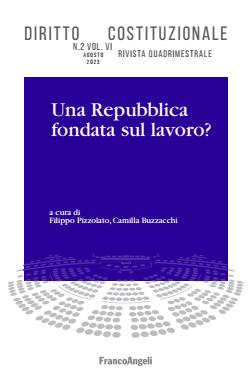 DIRITTO COSTITUZIONALE
N.2 VOL. VI
AGOSTO
2023
RIVISTA QUADRIMESTRALE
Una Repubblica
fondata sul lavoro?
a cura di
Filippo Pizzolato, Camilla Buzzacchi
FrancoAngeli